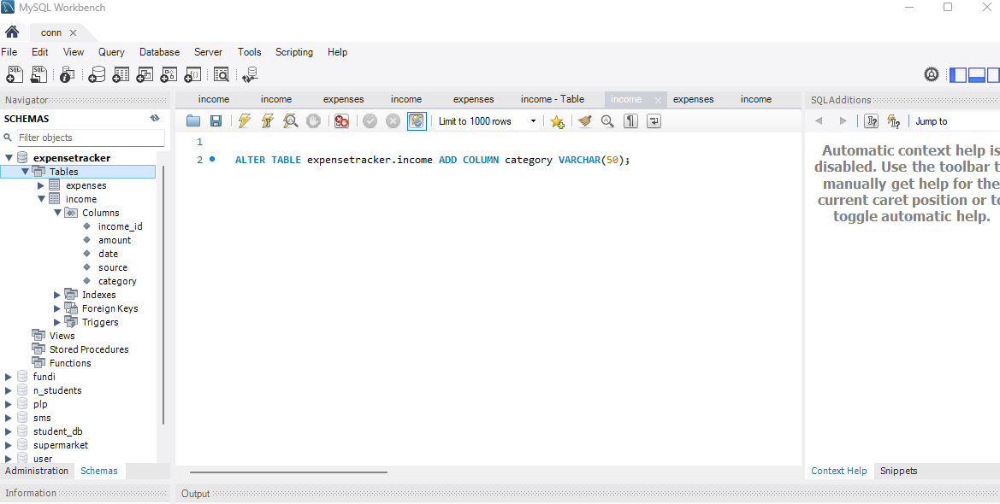 MySQL Workbench
conn
File Edit View Query Database Server Tools Scripting Help
Navigator
SCHEMAS
Filter objects
expensetracker
Tables
expenses
income
Columns
income_id
amount
date
source
category
Indexes
Foreign Keys
Triggers
Views
Stored Procedures
Functions
fundi
n_students
plp
sms
student_db
supermarket
user
Administration Schemas
Information
income income expenses income expenses income - Table income expenses income
Limit to 1000 rows
1
2 ALTER TABLE expensetracker.income ADD COLUMN category VARCHAR(50);
Output
SQLAdditions
Jump to
Automatic context help is
disabled. Use the toolbar t
manually get help for the
current caret position or to
toggle automatic help.
Context Help Snippets